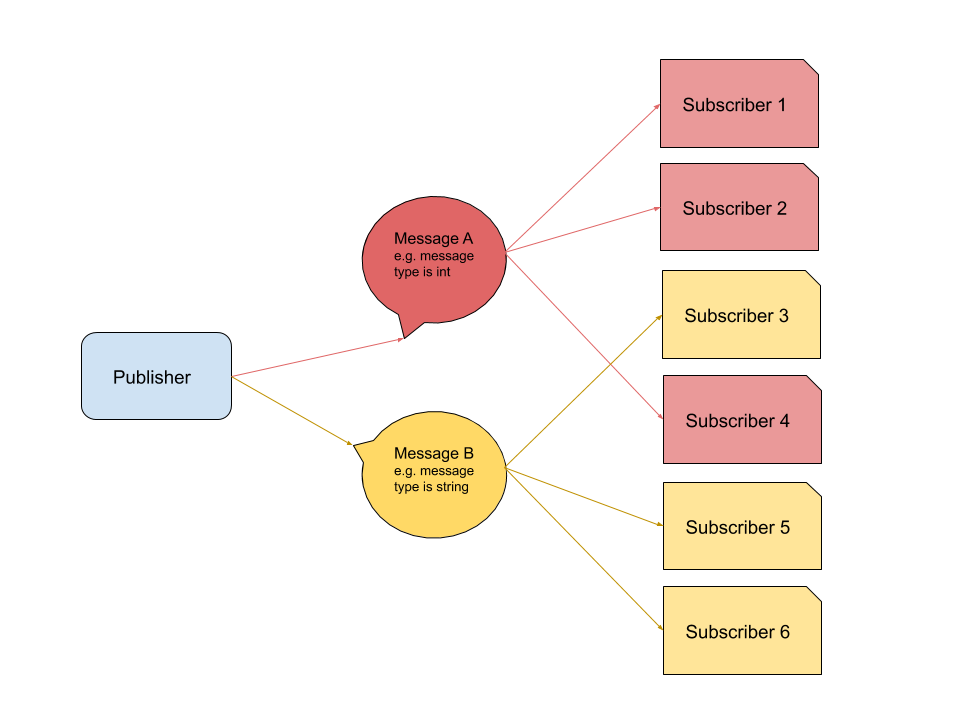 Publisher
Message A
e.g. message
type is int
Message B
e.g. message
type is string
Subscriber 1
Subscriber 2
Subscriber 3
Subscriber 4
Subscriber 5
Subscriber 6